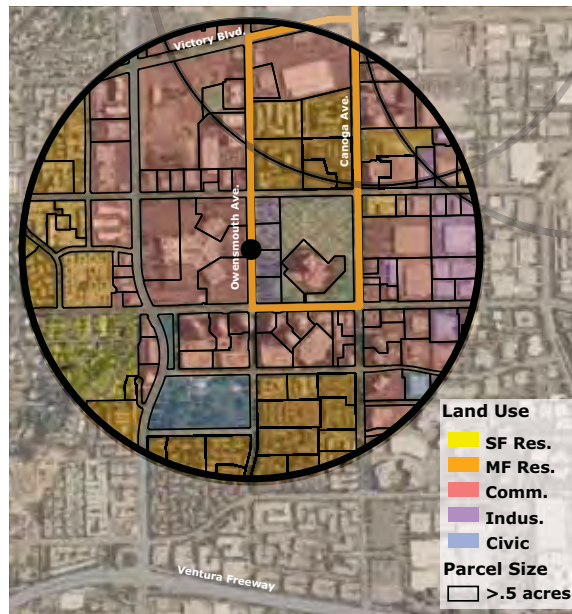 Victory Blvd.
Canoga Ave.
Owensmouth Ave.
Land Use
SF Res.
MF Res.
Comm.
Indus.
Civic
Parcel Size
>.5 acres
Ventura Freeway